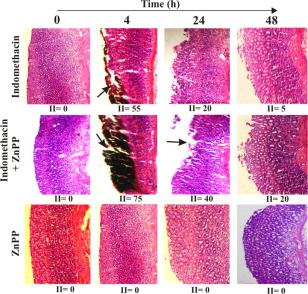 Time (h)
0 4 24 48
Indomethacin
II= 0 II= 55 II= 20 II= 5
Indomethacin
+ ZnPP
II= 0 II= 75 II= 40 II= 20
ZnPP
II= 0 II= 0 II= 0 II= 0